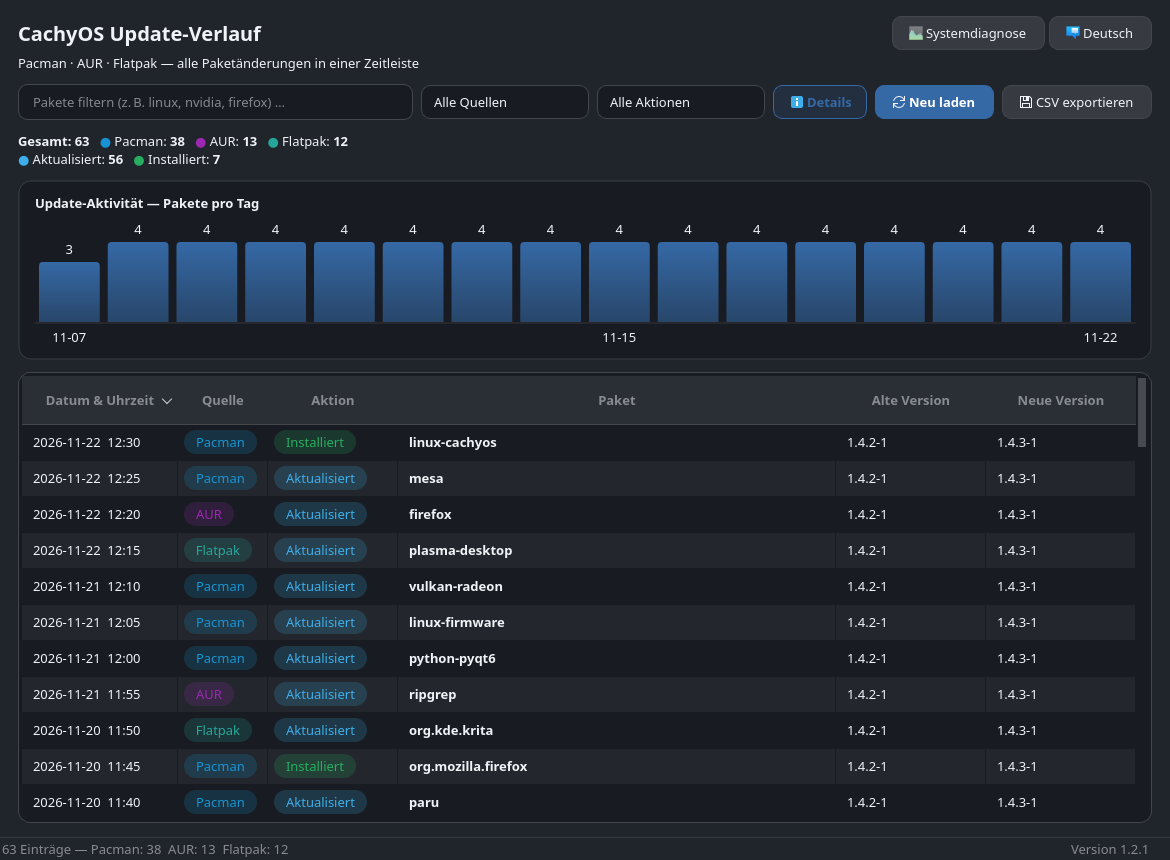 CachyOS Update-Verlauf
Systemdiagnose
Deutsch
Pacman · AUR · Flatpak — alle Paketänderungen in einer Zeitleiste
Pakete filtern (z. B. linux, nvidia, firefox) …
Alle Quellen
Alle Aktionen
Details
Neu laden
CSV exportieren
Gesamt: 63 Pacman: 38 AUR: 13 Flatpak: 12
Aktualisiert: 56 Installiert: 7
Update-Aktivität — Pakete pro Tag
3 4 4 4 4 4 4 4 4 4 4 4 4 4 4 4
11-07 11-15 11-22
Datum & Uhrzeit Quelle Aktion Paket Alte Version Neue Version
2026-11-22 12:30 Pacman Installiert linux-cachyos 1.4.2-1 1.4.3-1
2026-11-22 12:25 Pacman Aktualisiert mesa 1.4.2-1 1.4.3-1
2026-11-22 12:20 AUR Aktualisiert firefox 1.4.2-1 1.4.3-1
2026-11-22 12:15 Flatpak Aktualisiert plasma-desktop 1.4.2-1 1.4.3-1
2026-11-21 12:10 Pacman Aktualisiert vulkan-radeon 1.4.2-1 1.4.3-1
2026-11-21 12:05 Pacman Aktualisiert linux-firmware 1.4.2-1 1.4.3-1
2026-11-21 12:00 Pacman Aktualisiert python-pyqt6 1.4.2-1 1.4.3-1
2026-11-21 11:55 AUR Aktualisiert ripgrep 1.4.2-1 1.4.3-1
2026-11-20 11:50 Flatpak Aktualisiert org.kde.krita 1.4.2-1 1.4.3-1
2026-11-20 11:45 Pacman Installiert org.mozilla.firefox 1.4.2-1 1.4.3-1
2026-11-20 11:40 Pacman Aktualisiert paru 1.4.2-1 1.4.3-1
63 Einträge — Pacman: 38 AUR: 13 Flatpak: 12
Version 1.2.1